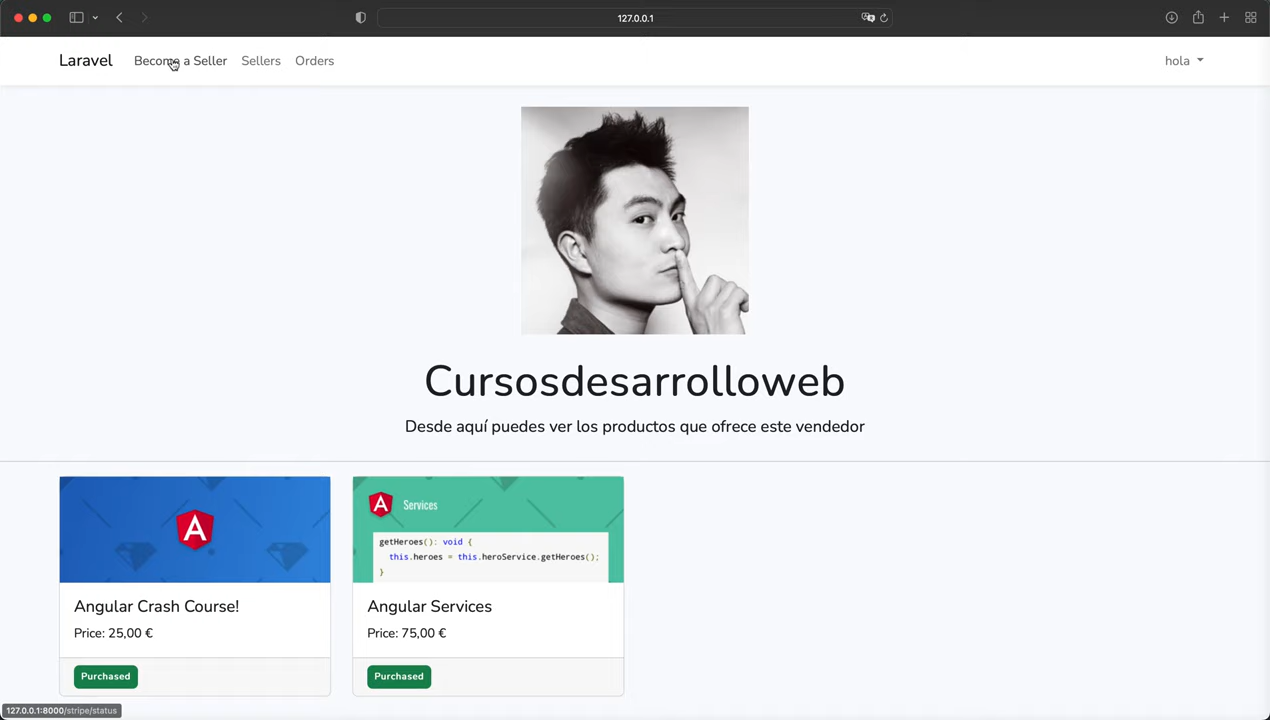 127.0.0.1
Laravel Become a Seller Sellers Orders hola
Cursosdesarrolloweb
Desde aquí puedes ver los productos que ofrece este vendedor
A
A Services
getHeroes(): void {
this.heroes = this.heroService.getHeroes();
}
Angular Crash Course!
Price: 25,00 €
Purchased
Angular Services
Price: 75,00 €
Purchased
127.0.0.1:8000/stripe/status